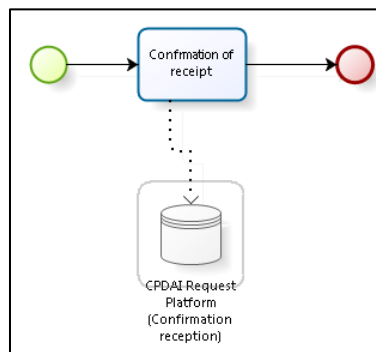 Confirmation of
receipt
CPDAI Request
Platform
(Confirmation
reception)